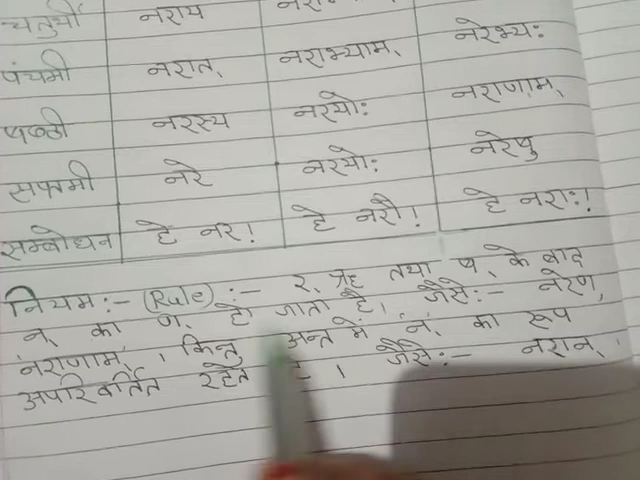 चतुर्थी नराय
पंचमी नरात् नराभ्याम् नरेभ्यः
षष्ठी नरस्य नरयोः नराणाम्
सप्तमी नरे नरयोः नरेषु
सम्बोधन हे नर! हे नरौ! हे नराः!
नियम:- (Rule):- र्, ऋ तथा ष् के बाद
न् का ण् हो जाता है। जैसे:- नरेण,
नराणाम्, । किन्तु अन्त में न् का रूप
अपरिवर्तित रहता । जैसे:- नरान्।